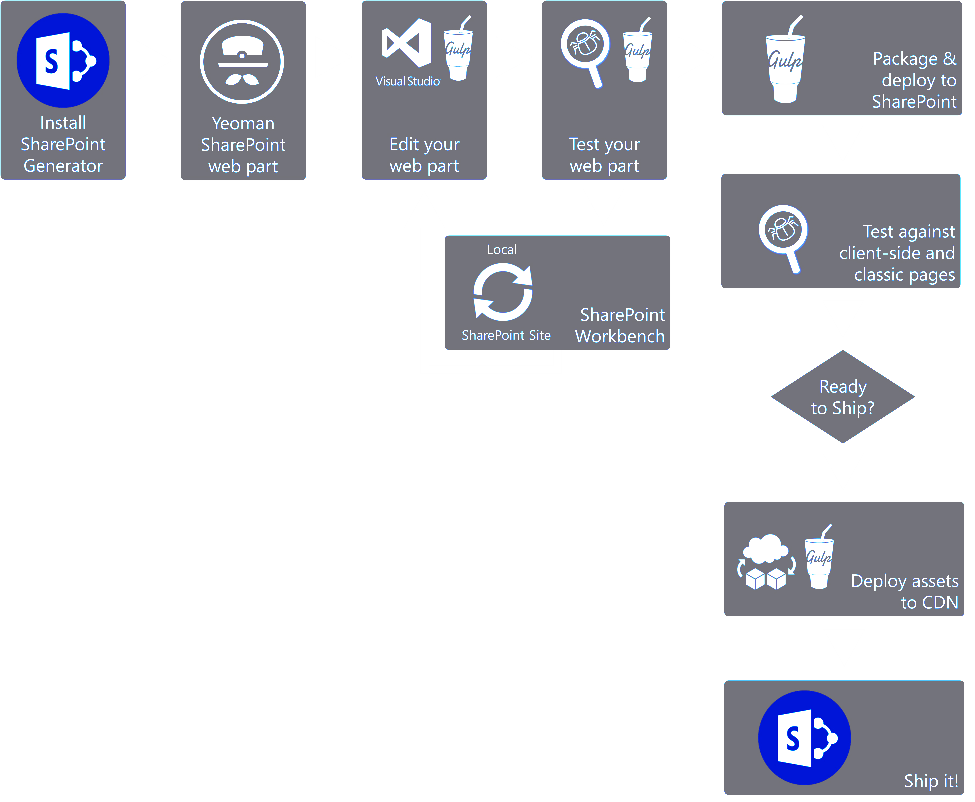 Install
SharePoint
Generator
Yeoman
SharePoint
web part
Visual Studio
Gulp
Edit your
web part
Gulp
Test your
web part
Gulp
Package &
deploy to
SharePoint
S
Test against
client-side and
classic pages
Local
SharePoint Site
SharePoint
Workbench
Ready
to Ship?
Gulp
Deploy assets
to CDN
S
Ship it!